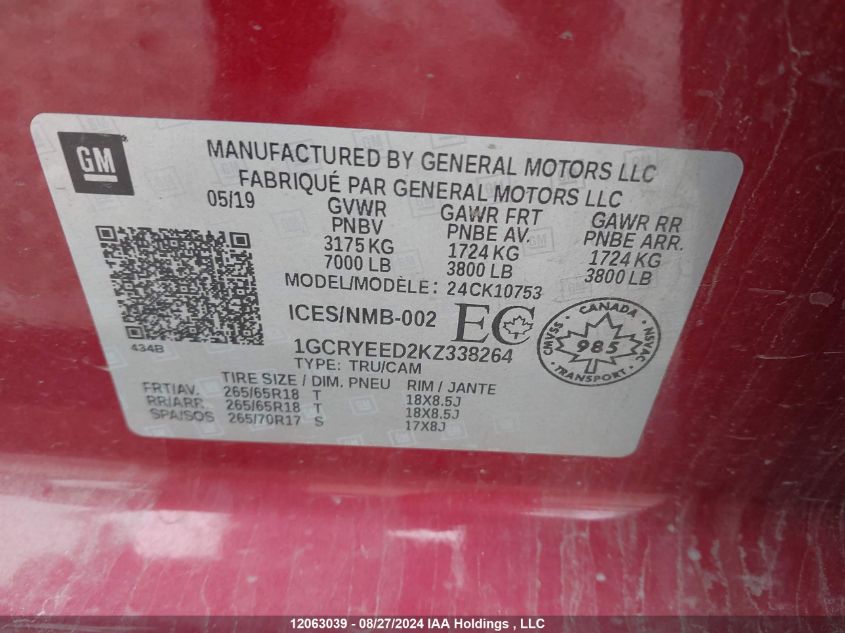 GM
MANUFACTURED BY GENERAL MOTORS LLC
FABRIQUÉ PAR GENERAL MOTORS LLC
05/19 GVWR GAWR FRT GAWR RR
PNBV PNBE AV. PNBE ARR.
3175 KG 1724 KG 1724 KG
7000 LB 3800 LB 3800 LB
MODEL/MODÈLE: 24CK10753
ICES/NMB-002 EC
CANADA
CMVSS 985 NSVAC
TRANSPORT
434B
1GCRYEED2KZ338264
TYPE: TRU/CAM
TIRE SIZE / DIM. PNEU RIM / JANTE
FRT/AV. 265/65R18 T 18X8.5J
RR/ARR. 265/65R18 T 18X8.5J
SPA/SOS 265/70R17 S 17X8J
12063039 - 08/27/2024 IAA Holdings , LLC